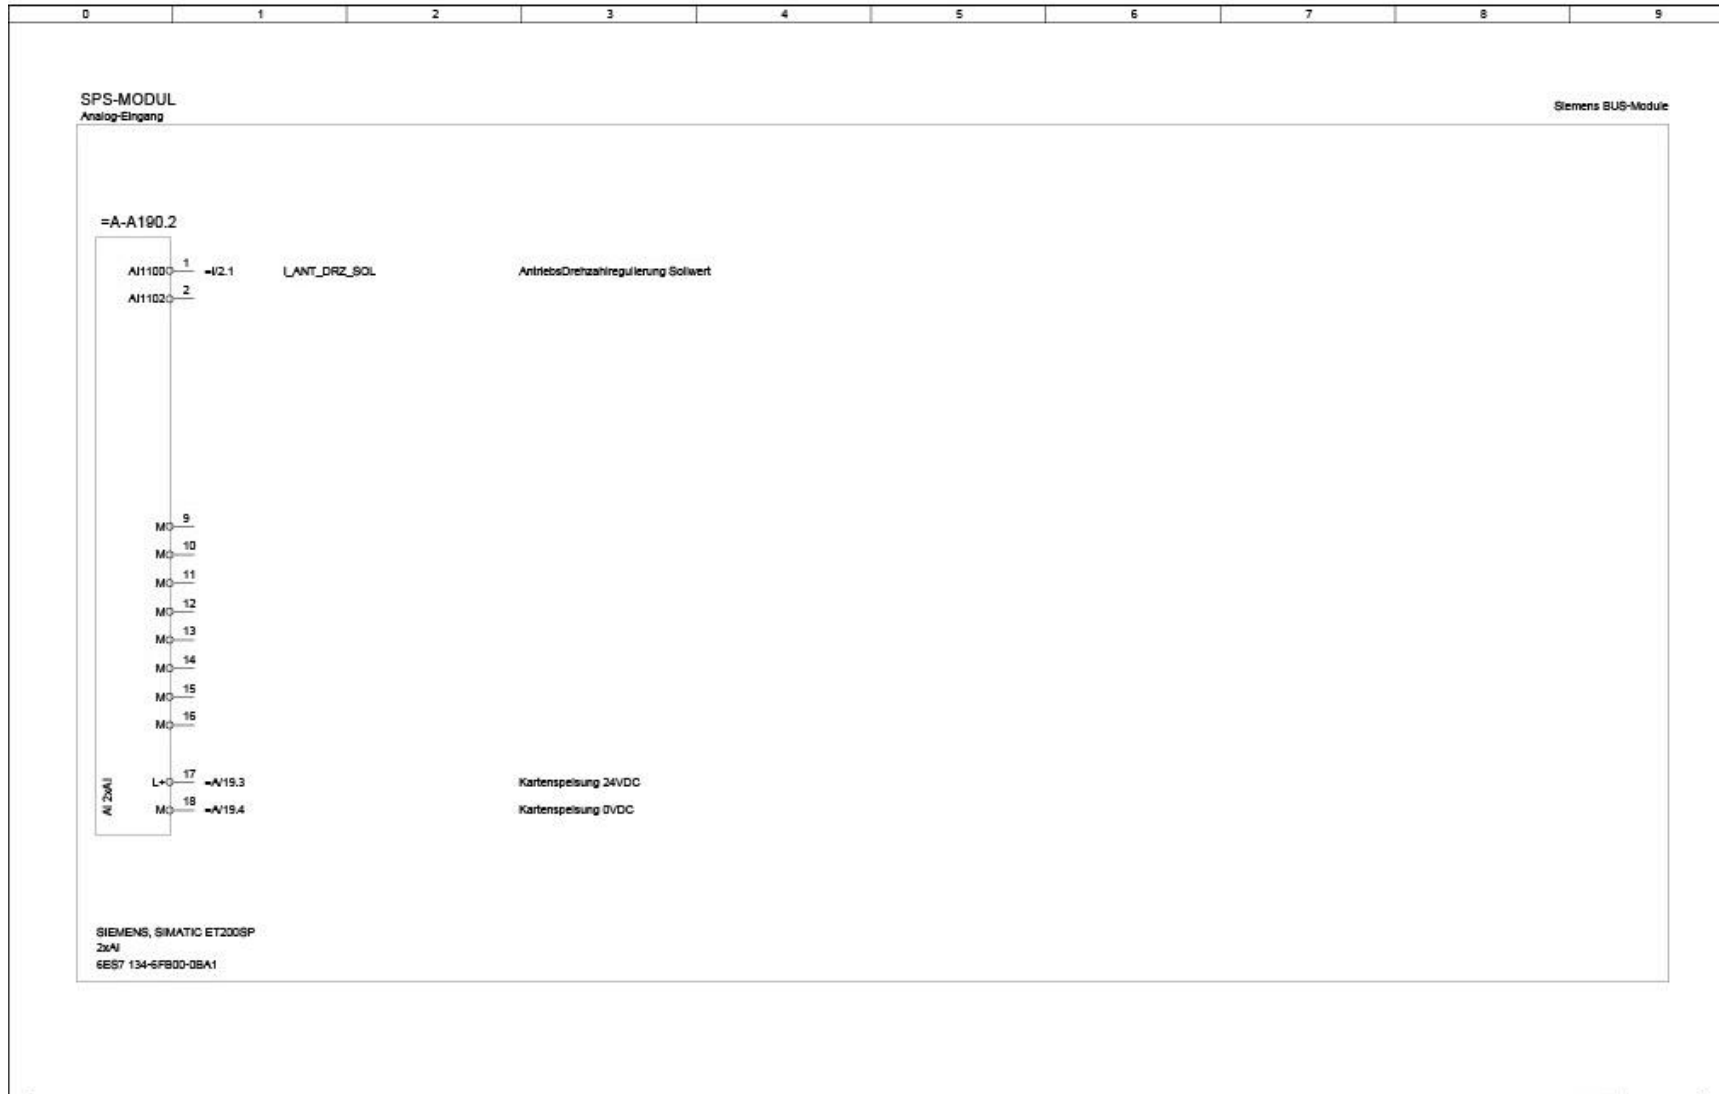 0 1 2 3 4 5 6 7 8 9
SPS-MODUL
Analog-Eingang
Siemens BUS-Module
=A-A190.2
AI1100 1 =I/2.1 I_ANT_DRZ_SOL AntriebsDrehzahlregulierung Sollwert
AI1102 2
M 9
M 10
M 11
M 12
M 13
M 14
M 15
M 16
L+ 17 =A/19.3 Kartenspeisung 24VDC
M 18 =A/19.4 Kartenspeisung 0VDC
AI 2xAI
SIEMENS, SIMATIC ET200SP
2xAI
6ES7 134-6FB00-0BA1